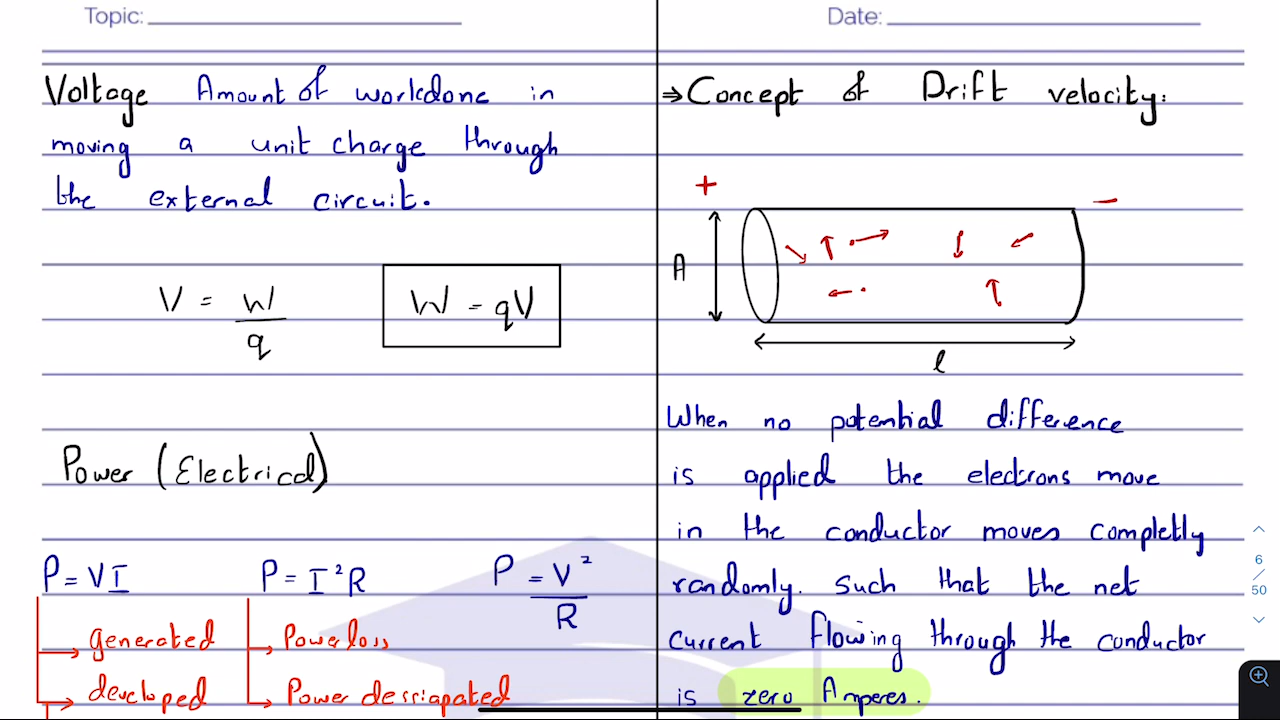 Topic:
Voltage Amount of workdone in
moving a unit charge through
the external circuit.
V = W
q
W = qV
Power (Electrical)
P = VI
generated
developed
P = I²R
Power loss
Power dessiapated
P = V²
R
Date:
⇒ Concept of Drift velocity:
+
−
A
l
When no potential difference
is applied the electrons move
in the conductor moves completly
randomly. Such that the net
current flowing through the conductor
is zero Amperes.
6
/
50